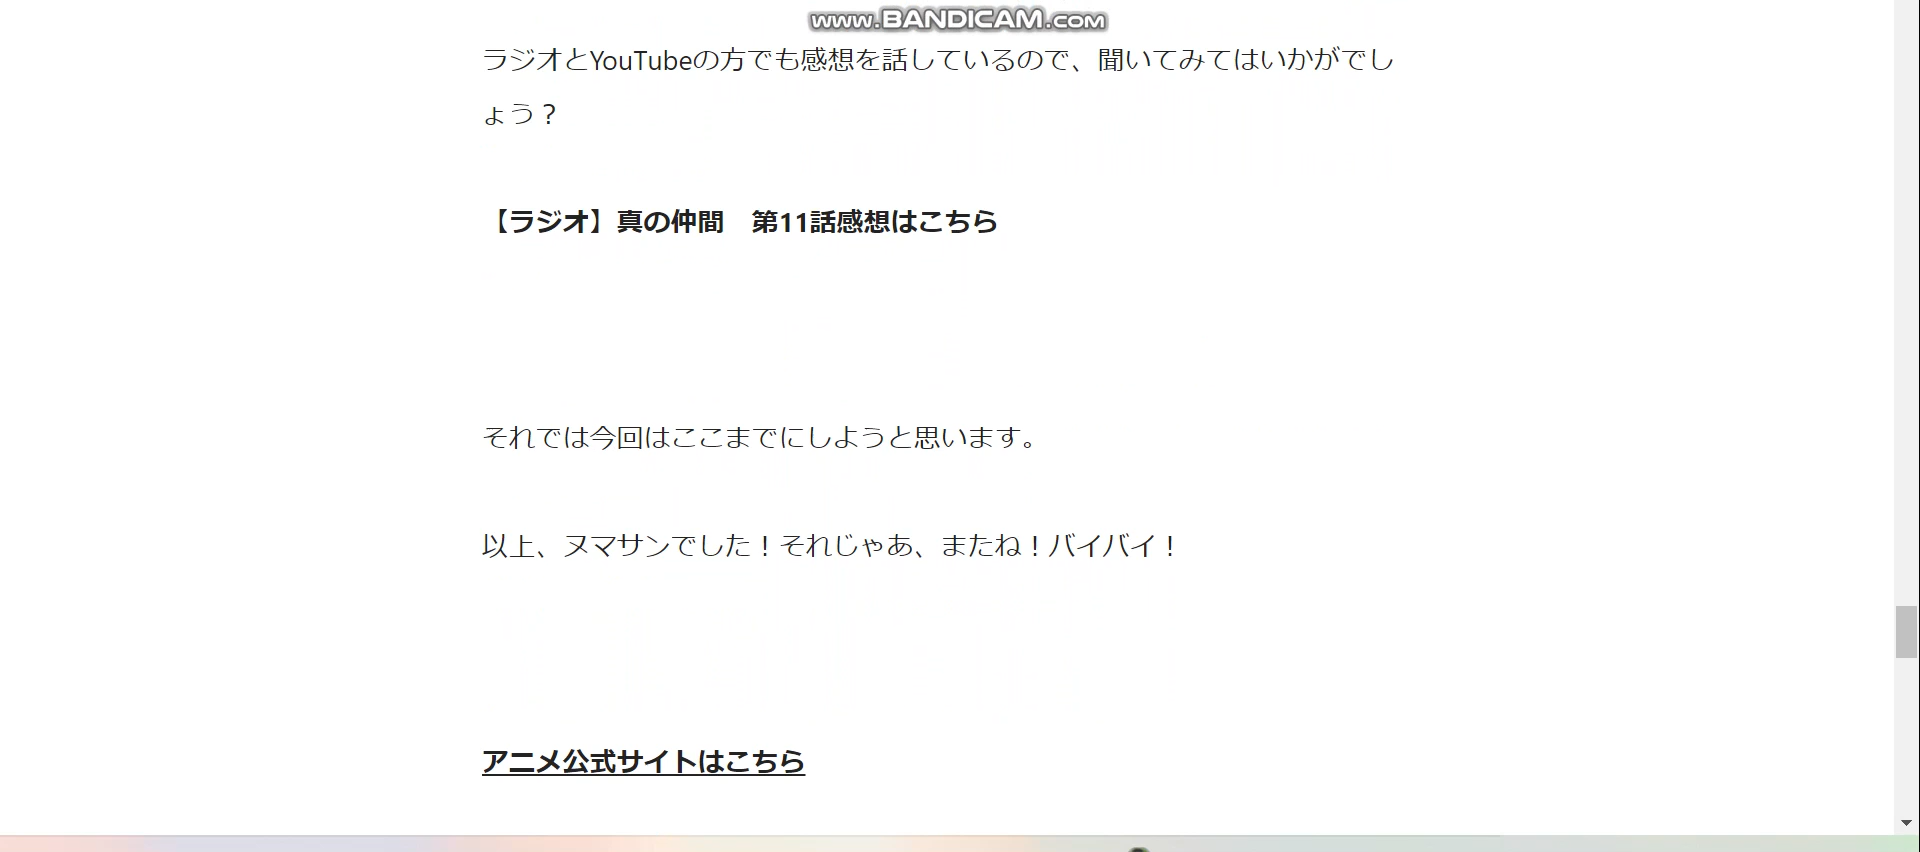 www.BANDICAM.com
ラジオとYouTubeの方でも感想を話しているので、聞いてみてはいかがでし
ょう？
【ラジオ】真の仲間　第11話感想はこちら
それでは今回はここまでにしようと思います。
以上、ヌマサンでした！それじゃあ、またね！バイバイ！
アニメ公式サイトはこちら